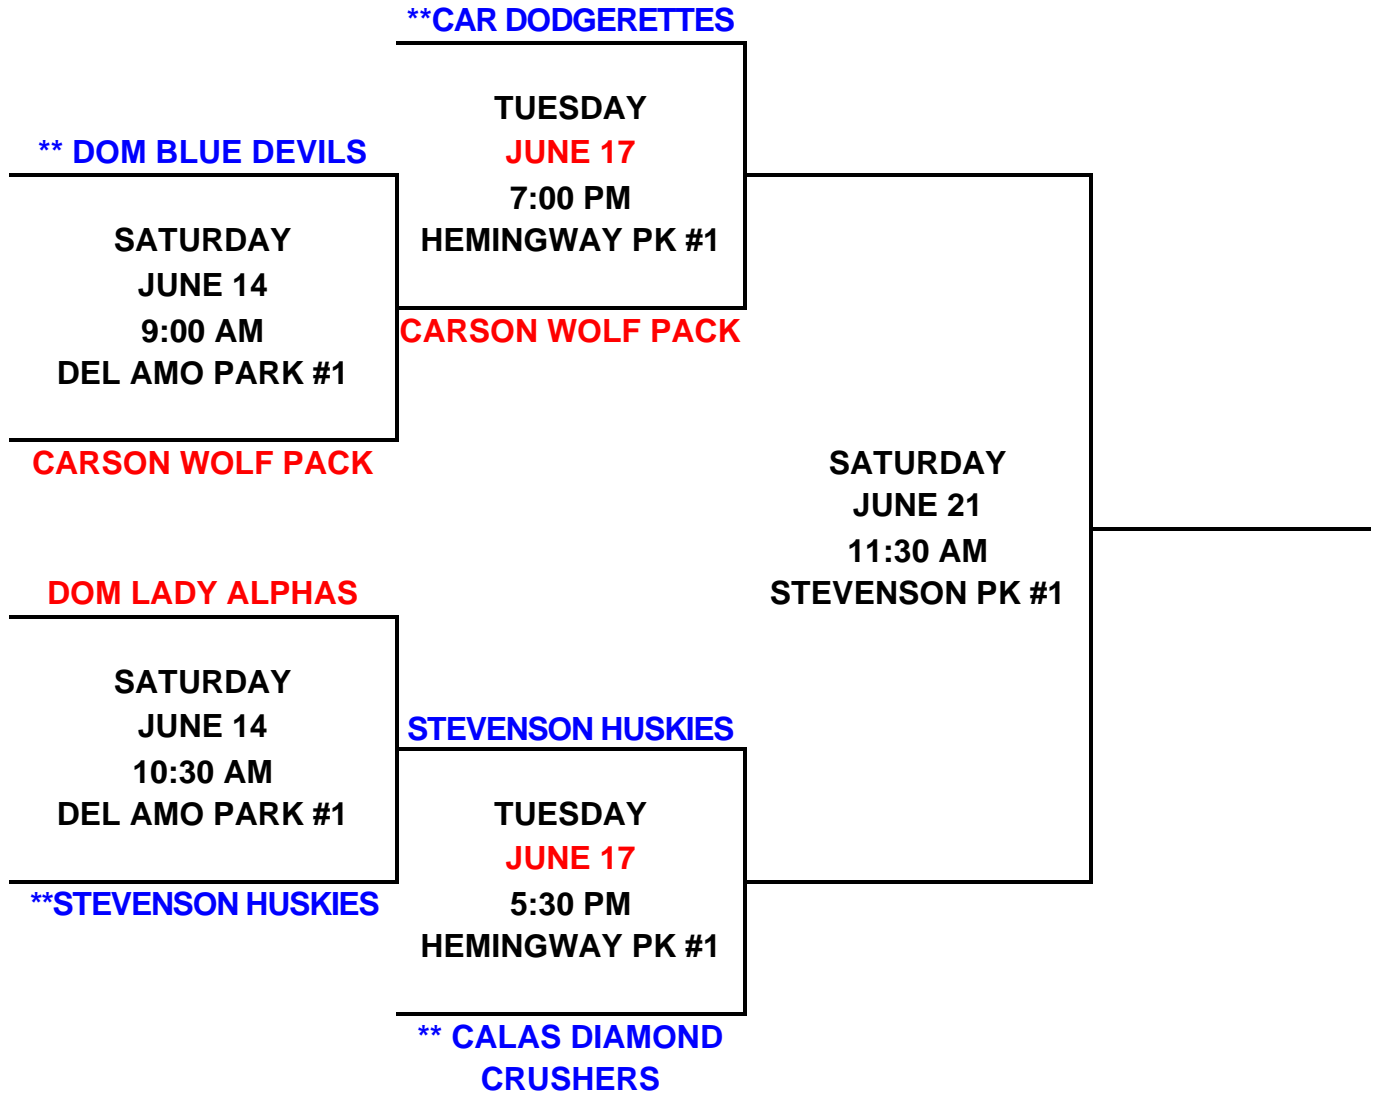 **CAR DODGERETTES
TUESDAY
JUNE 17
7:00 PM
HEMINGWAY PK #1
** DOM BLUE DEVILS
SATURDAY
JUNE 14
9:00 AM
DEL AMO PARK #1
CARSON WOLF PACK
CARSON WOLF PACK
SATURDAY
JUNE 21
11:30 AM
STEVENSON PK #1
DOM LADY ALPHAS
SATURDAY
JUNE 14
10:30 AM
DEL AMO PARK #1
**STEVENSON HUSKIES
STEVENSON HUSKIES
TUESDAY
JUNE 17
5:30 PM
HEMINGWAY PK #1
** CALAS DIAMOND
CRUSHERS